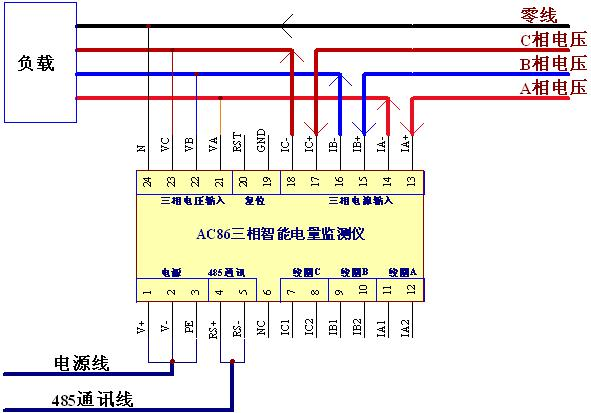 零线
C相电压
B相电压
A相电压
负载
N VC VB VA RST GND IC- IC+ IB- IB+ IA- IA+
24 23 22 21 20 19 18 17 16 15 14 13
三相电压输入 复位 三相电源输入
AC86三相智能电量监测仪
电源 485通讯 线圈C 线圈B 线圈A
1 2 3 4 5 6 7 8 9 10 11 12
V+ V- PE RS+ RS- NC IC1 IC2 IB1 IB2 IA1 IA2
电源线
485通讯线